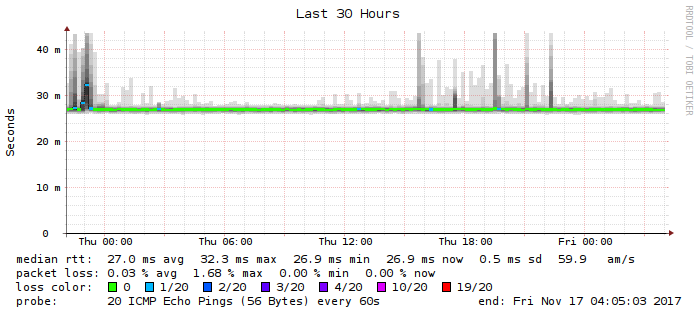 Last 30 Hours
RRDTOOL / TOBI OETIKER
Seconds
40 m
30 m
20 m
10 m
0
Thu 00:00 Thu 06:00 Thu 12:00 Thu 18:00 Fri 00:00
median rtt: 27.0 ms avg 32.3 ms max 26.9 ms min 26.9 ms now 0.5 ms sd 59.9 am/s
packet loss: 0.03 % avg 1.68 % max 0.00 % min 0.00 % now
loss color: 0 1/20 2/20 3/20 4/20 10/20 19/20
probe: 20 ICMP Echo Pings (56 Bytes) every 60s end: Fri Nov 17 04:05:03 2017